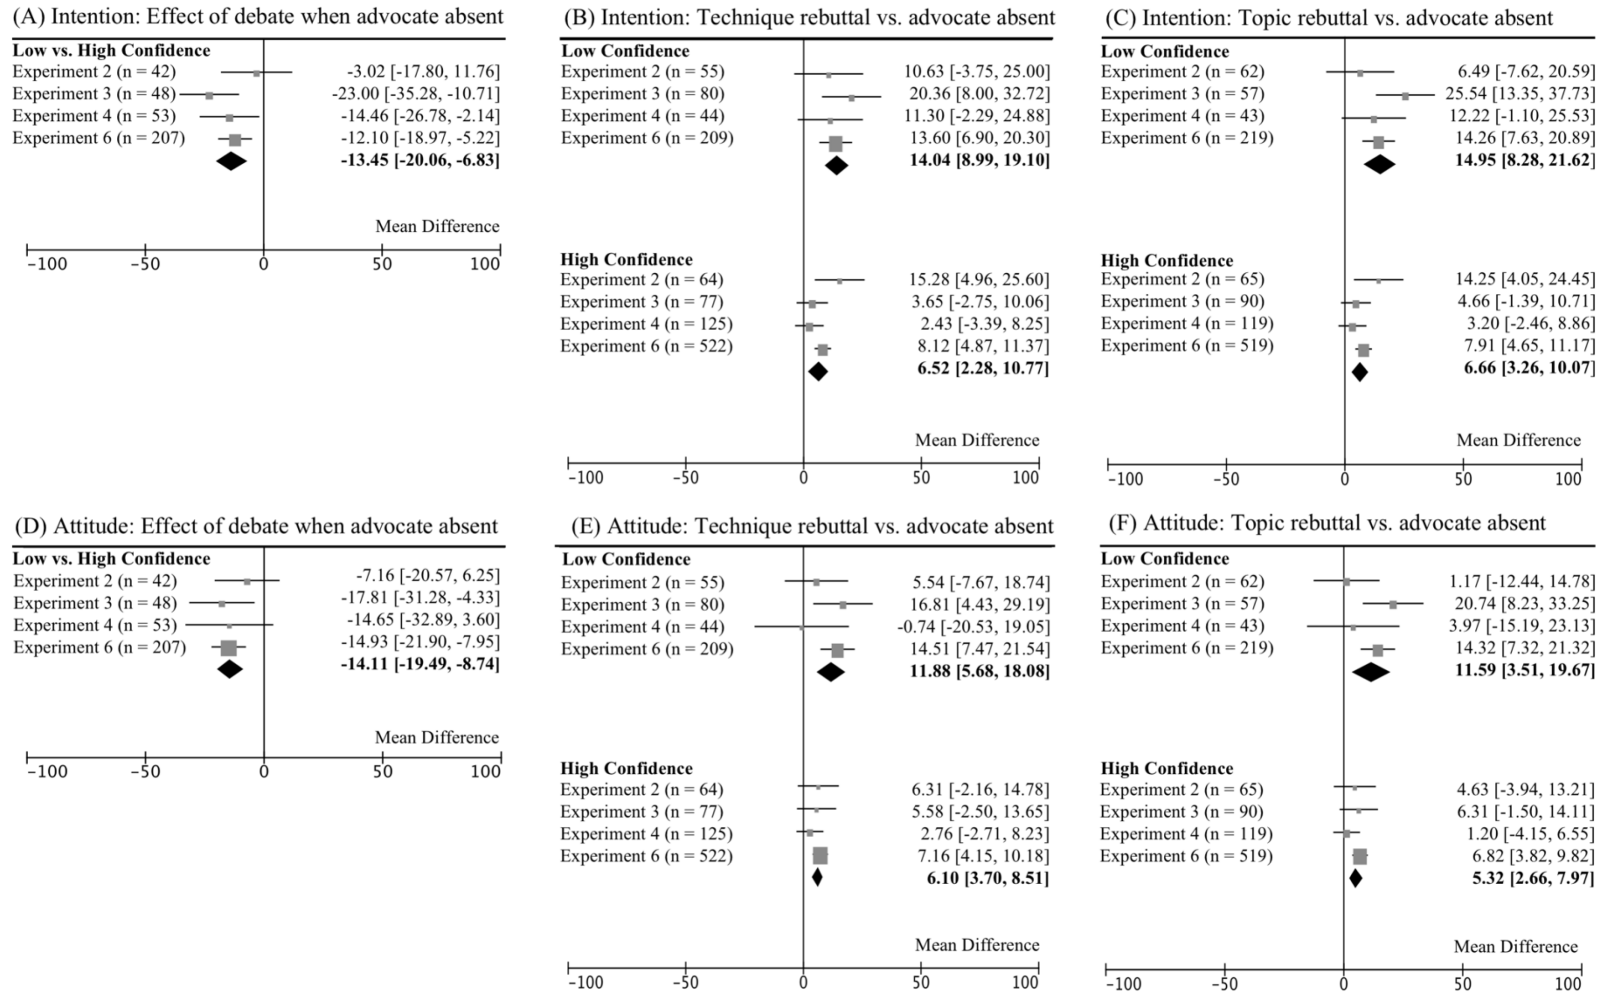 (A) Intention: Effect of debate when advocate absent
Low vs. High Confidence
Experiment 2 (n = 42) -3.02 [-17.80, 11.76]
Experiment 3 (n = 48) -23.00 [-35.28, -10.71]
Experiment 4 (n = 53) -14.46 [-26.78, -2.14]
Experiment 6 (n = 207) -12.10 [-18.97, -5.22]
-13.45 [-20.06, -6.83]
Mean Difference
-100 -50 0 50 100
(B) Intention: Technique rebuttal vs. advocate absent
Low Confidence
Experiment 2 (n = 55) 10.63 [-3.75, 25.00]
Experiment 3 (n = 80) 20.36 [8.00, 32.72]
Experiment 4 (n = 44) 11.30 [-2.29, 24.88]
Experiment 6 (n = 209) 13.60 [6.90, 20.30]
14.04 [8.99, 19.10]
High Confidence
Experiment 2 (n = 64) 15.28 [4.96, 25.60]
Experiment 3 (n = 77) 3.65 [-2.75, 10.06]
Experiment 4 (n = 125) 2.43 [-3.39, 8.25]
Experiment 6 (n = 522) 8.12 [4.87, 11.37]
6.52 [2.28, 10.77]
Mean Difference
-100 -50 0 50 100
(C) Intention: Topic rebuttal vs. advocate absent
Low Confidence
Experiment 2 (n = 62) 6.49 [-7.62, 20.59]
Experiment 3 (n = 57) 25.54 [13.35, 37.73]
Experiment 4 (n = 43) 12.22 [-1.10, 25.53]
Experiment 6 (n = 219) 14.26 [7.63, 20.89]
14.95 [8.28, 21.62]
High Confidence
Experiment 2 (n = 65) 14.25 [4.05, 24.45]
Experiment 3 (n = 90) 4.66 [-1.39, 10.71]
Experiment 4 (n = 119) 3.20 [-2.46, 8.86]
Experiment 6 (n = 519) 7.91 [4.65, 11.17]
6.66 [3.26, 10.07]
Mean Difference
-100 -50 0 50 100
(D) Attitude: Effect of debate when advocate absent
Low vs. High Confidence
Experiment 2 (n = 42) -7.16 [-20.57, 6.25]
Experiment 3 (n = 48) -17.81 [-31.28, -4.33]
Experiment 4 (n = 53) -14.65 [-32.89, 3.60]
Experiment 6 (n = 207) -14.93 [-21.90, -7.95]
-14.11 [-19.49, -8.74]
Mean Difference
-100 -50 0 50 100
(E) Attitude: Technique rebuttal vs. advocate absent
Low Confidence
Experiment 2 (n = 55) 5.54 [-7.67, 18.74]
Experiment 3 (n = 80) 16.81 [4.43, 29.19]
Experiment 4 (n = 44) -0.74 [-20.53, 19.05]
Experiment 6 (n = 209) 14.51 [7.47, 21.54]
11.88 [5.68, 18.08]
High Confidence
Experiment 2 (n = 64) 6.31 [-2.16, 14.78]
Experiment 3 (n = 77) 5.58 [-2.50, 13.65]
Experiment 4 (n = 125) 2.76 [-2.71, 8.23]
Experiment 6 (n = 522) 7.16 [4.15, 10.18]
6.10 [3.70, 8.51]
Mean Difference
-100 -50 0 50 100
(F) Attitude: Topic rebuttal vs. advocate absent
Low Confidence
Experiment 2 (n = 62) 1.17 [-12.44, 14.78]
Experiment 3 (n = 57) 20.74 [8.23, 33.25]
Experiment 4 (n = 43) 3.97 [-15.19, 23.13]
Experiment 6 (n = 219) 14.32 [7.32, 21.32]
11.59 [3.51, 19.67]
High Confidence
Experiment 2 (n = 65) 4.63 [-3.94, 13.21]
Experiment 3 (n = 90) 6.31 [-1.50, 14.11]
Experiment 4 (n = 119) 1.20 [-4.15, 6.55]
Experiment 6 (n = 519) 6.82 [3.82, 9.82]
5.32 [2.66, 7.97]
Mean Difference
-100 -50 0 50 100